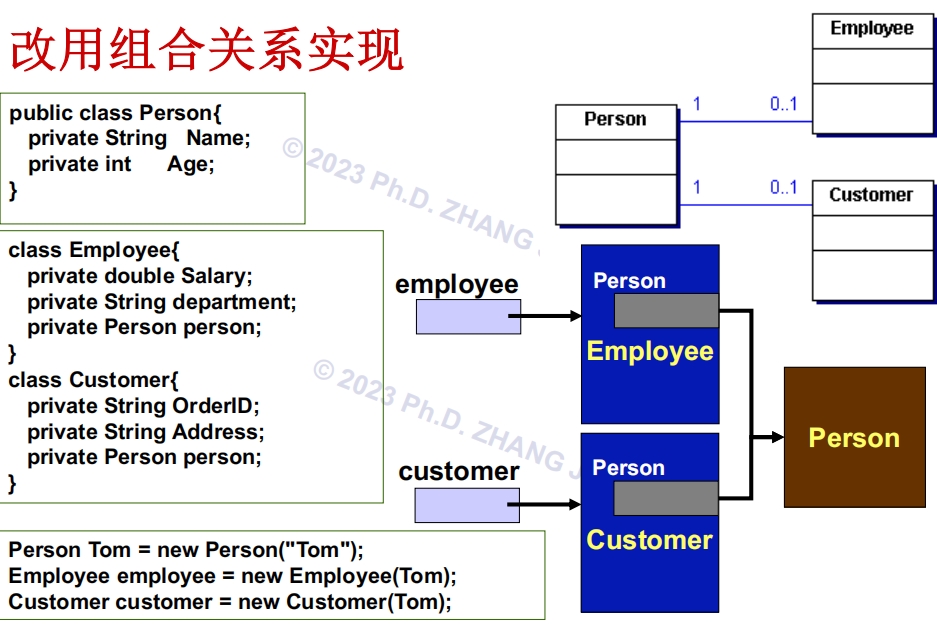 改用组合关系实现
public class Person{
private String Name;
private int Age;
}
class Employee{
private double Salary;
private String department;
private Person person;
}
class Customer{
private String OrderID;
private String Address;
private Person person;
}
Person Tom = new Person("Tom");
Employee employee = new Employee(Tom);
Customer customer = new Customer(Tom);
Employee
Person
1
0..1
1
0..1
Customer
employee
Person
Employee
customer
Person
Customer
Person
© 2023 Ph.D. ZHANG
© 2023 Ph.D. ZHANG